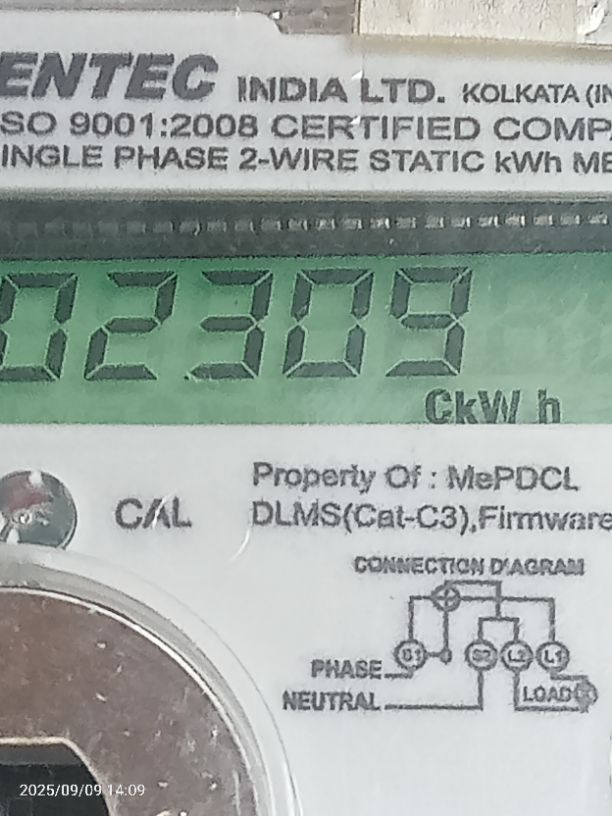 ENTEC INDIA LTD. KOLKATA (IN
SO 9001:2008 CERTIFIED COMPA
INGLE PHASE 2-WIRE STATIC kWh ME
02309
CkW h
CAL
Property Of : MePDCL
DLMS(Cat-C3),Firmware
CONNECTION DIAGRAM
S1 S2 L2 L1
PHASE
LOAD
NEUTRAL
2025/09/09 14:09